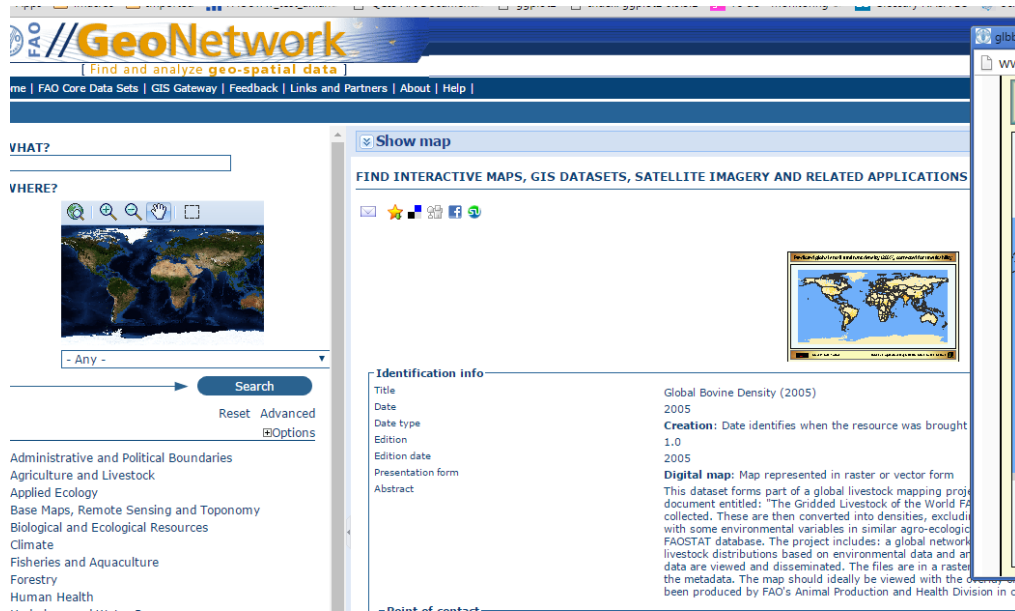 FAO
//GeoNetwork
[ Find and analyze geo-spatial data ]
me | FAO Core Data Sets | GIS Gateway | Feedback | Links and Partners | About | Help |
glbb
ww
WHAT?
WHERE?
- Any -
Search
Reset Advanced
Options
Administrative and Political Boundaries
Agriculture and Livestock
Applied Ecology
Base Maps, Remote Sensing and Toponomy
Biological and Ecological Resources
Climate
Fisheries and Aquaculture
Forestry
Human Health
Show map
FIND INTERACTIVE MAPS, GIS DATASETS, SATELLITE IMAGERY AND RELATED APPLICATIONS
Identification info
Title Global Bovine Density (2005)
Date 2005
Date type Creation: Date identifies when the resource was brought
Edition 1.0
Edition date 2005
Presentation form Digital map: Map represented in raster or vector form
Abstract This dataset forms part of a global livestock mapping proje
document entitled: "The Gridded Livestock of the World FA
collected. These are then converted into densities, excludi
with some environmental variables in similar agro-ecologic
FAOSTAT database. The project includes: a global network
livestock distributions based on environmental data and an
data are viewed and disseminated. The files are in a raster
the metadata. The map should ideally be viewed with the overlay o
been produced by FAO's Animal Production and Health Division in c
Point of contact